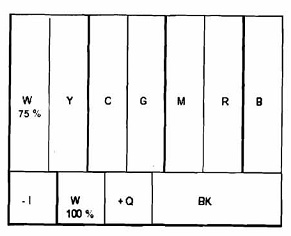 W Y C G M R B
75 %
- I W + Q BK
100 %